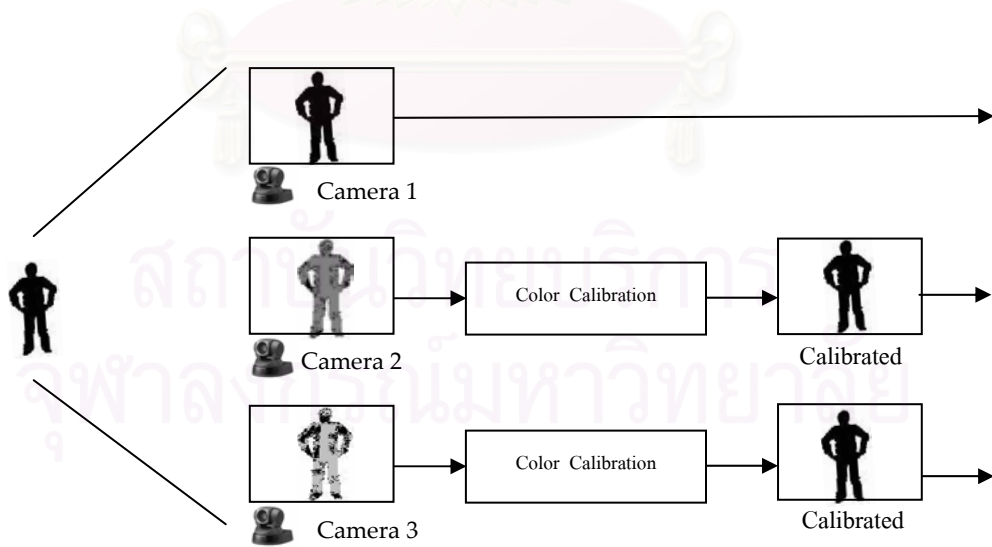 Camera 1
Color Calibration
Camera 2
Calibrated
Color Calibration
Camera 3
Calibrated
สถาบันวิทยบริการ
จุฬาลงกรณ์มหาวิทยาลัย